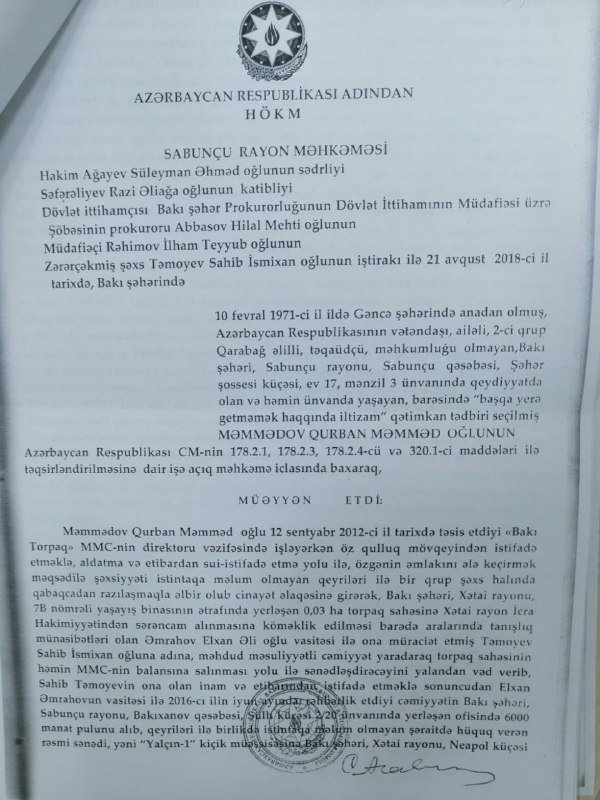 AZƏRBAYCAN RESPUBLİKASI ADINDAN
HÖKM
SABUNÇU RAYON MƏHKƏMƏSİ
Hakim Ağayev Süleyman Əhməd oğlunun sədrliyi
Səfərəliyev Razi Əliağa oğlunun katibliyi
Dövlət ittihamçısı Bakı şəhər Prokurorluğunun Dövlət İttihamının Müdafiəsi üzrə
Şöbəsinin prokuroru Abbasov Hilal Mehti oğlunun
Müdafiəçi Rəhimov İlham Teyyub oğlunun
Zərərçəkmiş şəxs Təmoyev Sahib İsmixan oğlunun iştirakı ilə 21 avqust 2018-ci il
tarixdə, Bakı şəhərində
10 fevral 1971-ci il ildə Gəncə şəhərində anadan olmuş,
Azərbaycan Respublikasının vətəndaşı, ailəli, 2-ci qrup
Qarabağ əlilli, təqaüdçü, məhkumluğu olmayan,Bakı
şəhəri, Sabunçu rayonu, Sabunçu qəsəbəsi, Şəhər
şossesi küçəsi, ev 17, mənzil 3 ünvanında qeydiyyatda
olan və həmin ünvanda yaşayan, barəsində "başqa yerə
getməmək haqqında iltizam" qətimkan tədbiri seçilmiş
MƏMMƏDOV QURBAN MƏMMƏD OĞLUNUN
Azərbaycan Respublikası CM-nin 178.2.1, 178.2.3, 178.2.4-cü və 320.1-ci maddələri ilə
təqsirləndirilməsinə dair işə açıq məhkəmə iclasında baxaraq,
MÜƏYYƏN ETDİ:
Məmmədov Qurban Məmməd oğlu 12 sentyabr 2012-ci il tarixdə təsis etdiyi «Bakı
Torpaq» MMC-nin direktoru vəzifəsində işləyərkən öz qulluq mövqeyindən istifadə
etməklə, aldatma və etibardan sui-istifadə etmə yolu ilə, özgənin əmlakını ələ keçirmək
məqsədilə şəxsiyyəti istintaqa məlum olmayan qeyriləri ilə bir qrup şəxs halında
qabaqcadan razılaşmaqla əlbir olub cinayət əlaqəsinə girərək, Bakı şəhəri, Xətai rayonu,
7B nömrəli yaşayış binasının ətrafında yerləşən 0,03 ha torpaq sahəsinə Xətai rayon İcra
Hakimiyyətindən sərəncam alınmasına köməklik edilməsi barədə aralarında tanışlıq
münasibətləri olan Əmrahov Elxan Əli oğlu vasitəsi ilə ona müraciət etmiş Təmoyev
Sahib İsmixan oğluna adına, məhdud məsuliyyətli cəmiyyət yaradaraq torpaq sahəsinin
həmin MMC-nin balansına salınması yolu ilə sənədləşdirəcəyini yalandan vəd verib,
Sahib Təmoyevin ona olan inam və etibarından istifadə etməklə sonuncudan Elxan
Əmrahovun vasitəsi ilə 2016-cı ilin iyun ayında, rəhbərlik etdiyi cəmiyyətin Bakı şəhəri,
Sabunçu rayonu, Bakıxanov qəsəbəsi, Sülh küçəsi 2/20 ünvanında yerləşən ofisində 6000
manat pulunu alıb, qeyriləri ilə birlikdə istintaqa məlum olmayan şəraitdə hüquq verən
rəsmi sənədi, yəni "Yalçın-1" kiçik müəssisəsinə Bakı şəhəri, Xətai rayonu, Neapol küçəsi